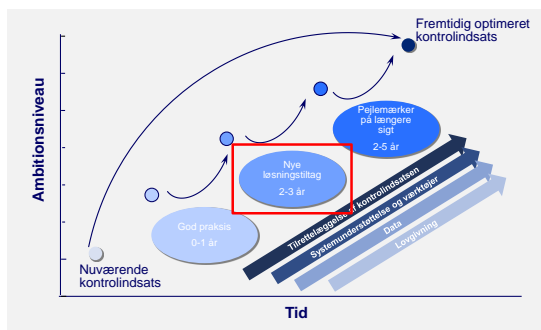 Fremtidig optimeret
kontrolindsats
Pejlemærker
på længere
sigt
2-5 år
Nye
løsningstiltag
2-3 år
God praksis
0-1 år
Nuværende
kontrolindsats
Tilrettelæggelse af kontrolindsatsen
Systemunderstøttelse og værktøjer
Data
Lovgivning
Ambitionsniveau
Tid